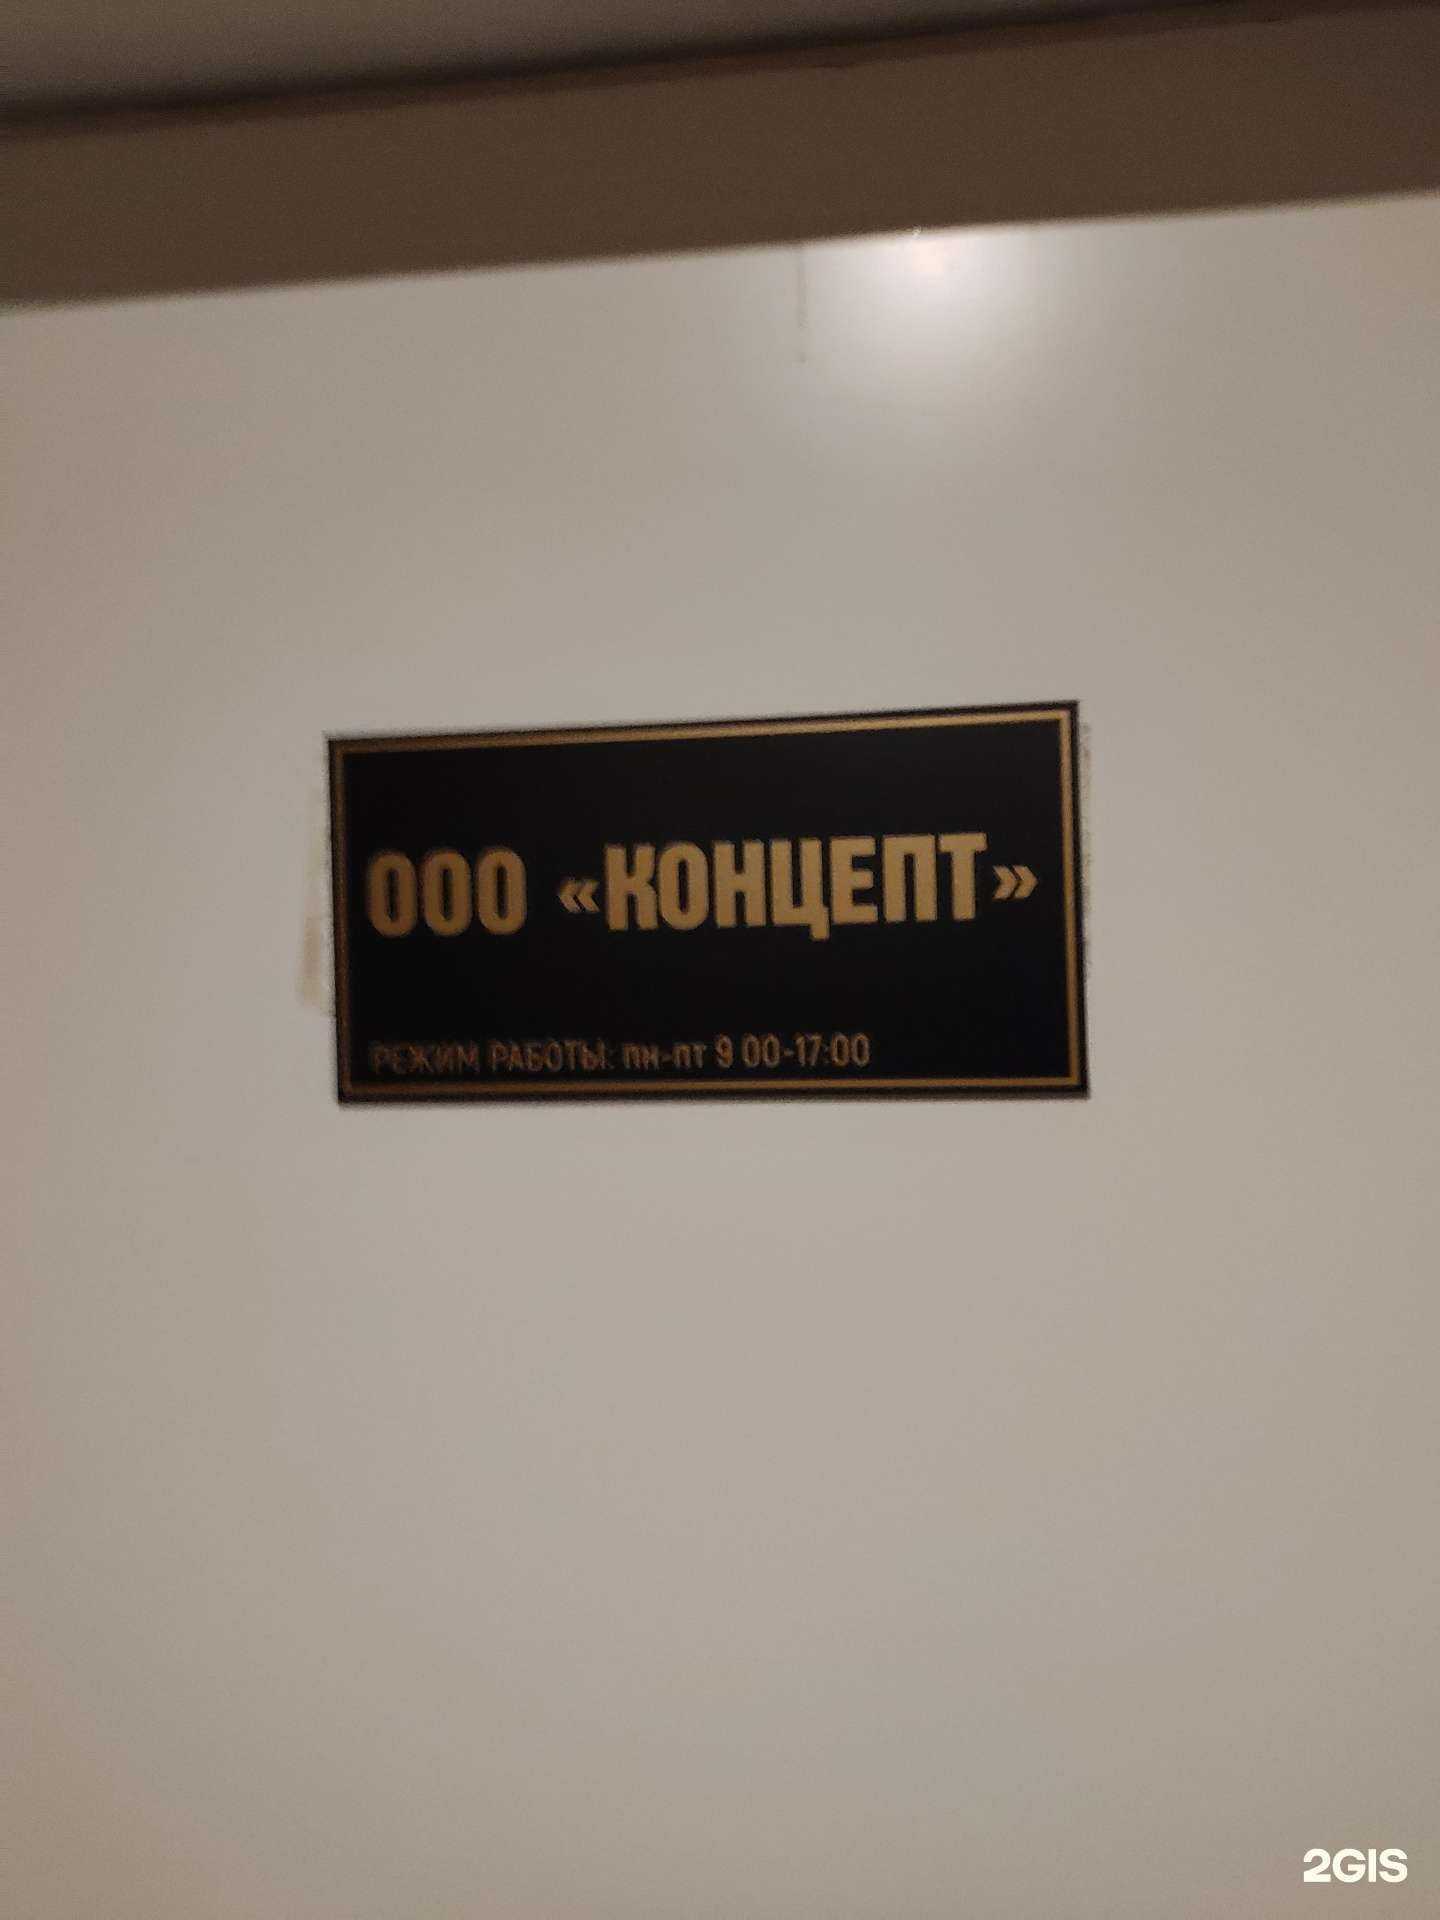 ООО «КОНЦЕПТ»
РЕЖИМ РАБОТЫ: пн-пт 9:00-17:00
2GIS